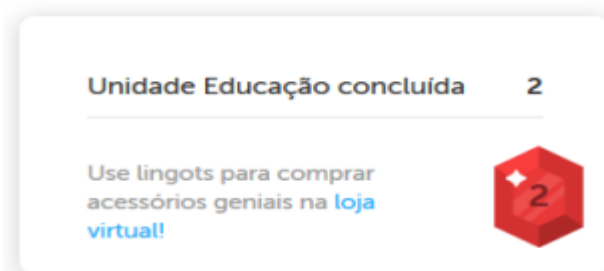 Unidade Educação concluída 2
Use lingots para comprar
acessórios geniais na loja
virtual!
2